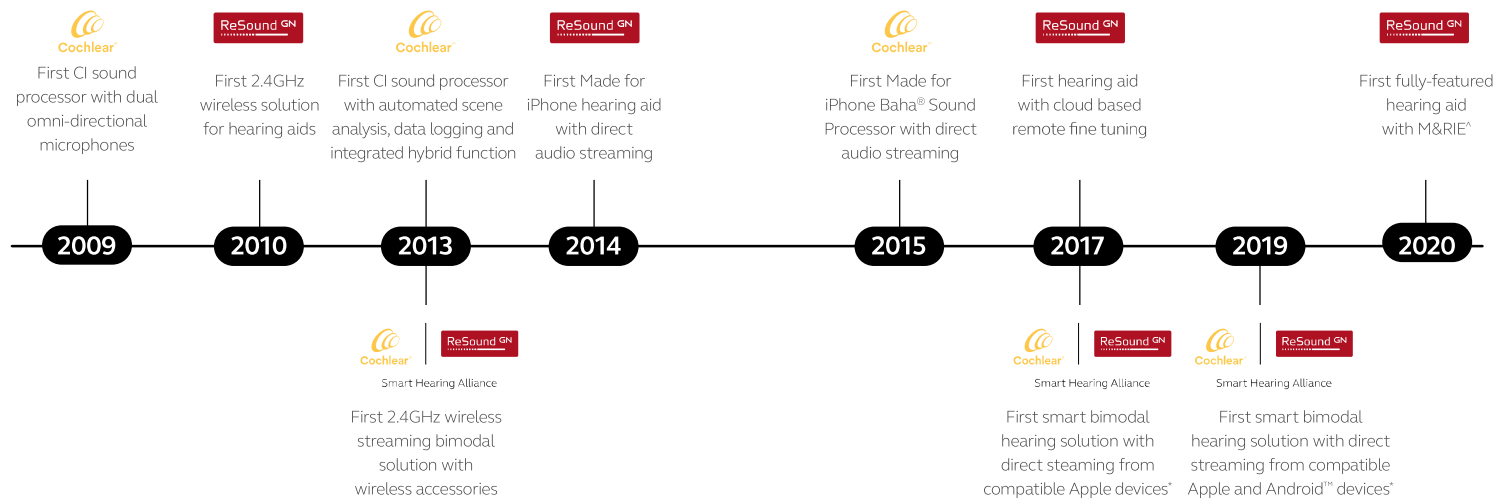 Cochlear™
First CI sound
processor with dual
omni-directional
microphones
ReSound GN
First 2.4GHz
wireless solution
for hearing aids
Cochlear™
First CI sound processor
with automated scene
analysis, data logging and
integrated hybrid function
ReSound GN
First Made for
iPhone hearing aid
with direct
audio streaming
Cochlear™
First Made for
iPhone Baha® Sound
Processor with direct
audio streaming
ReSound GN
First hearing aid
with cloud based
remote fine tuning
ReSound GN
First fully-featured
hearing aid
with M&RIE^
2009
2010
2013
2014
2015
2017
2019
2020
Cochlear™ ReSound GN
Smart Hearing Alliance
First 2.4GHz wireless
streaming bimodal
solution with
wireless accessories
Cochlear™ ReSound GN
Smart Hearing Alliance
First smart bimodal
hearing solution with
direct steaming from
compatible Apple devices*
Cochlear™ ReSound GN
Smart Hearing Alliance
First smart bimodal
hearing solution with direct
streaming from compatible
Apple and Android™ devices*